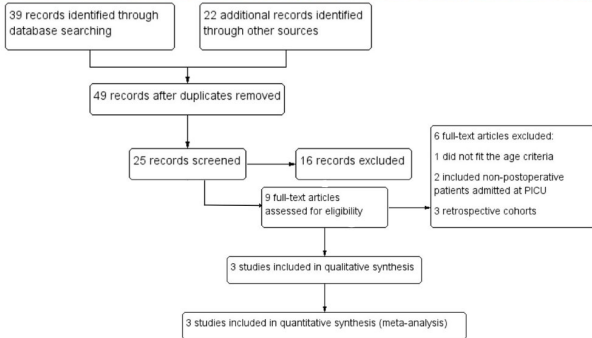 39 records identified through
database searching
22 additional records identified
through other sources
49 records after duplicates removed
25 records screened
16 records excluded
6 full-text articles excluded:
1 did not fit the age criteria
2 included non-postoperative
patients admitted at PICU
3 retrospective cohorts
9 full-text articles
assessed for eligibility
3 studies included in qualitative synthesis
3 studies included in quantitative synthesis (meta-analysis)